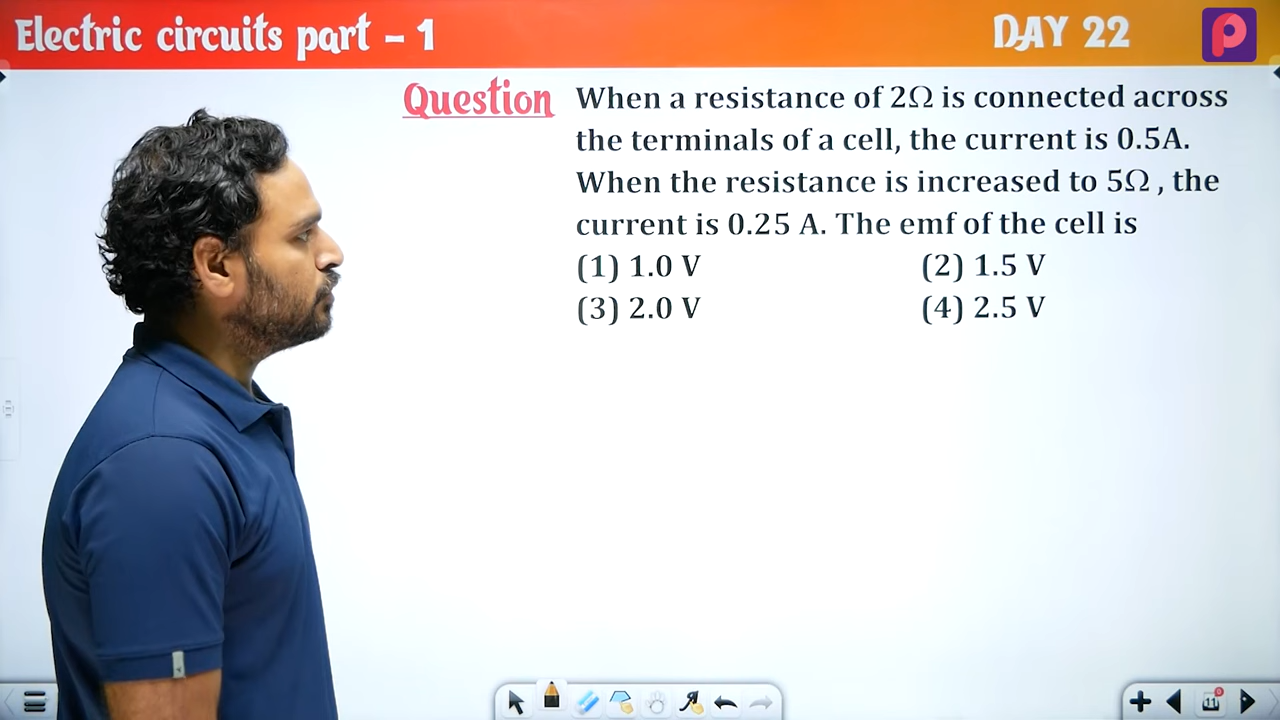 Electric circuits part – 1
DAY 22
Question
When a resistance of 2Ω is connected across
the terminals of a cell, the current is 0.5A.
When the resistance is increased to 5Ω , the
current is 0.25 A. The emf of the cell is
(1) 1.0 V (2) 1.5 V
(3) 2.0 V (4) 2.5 V
11